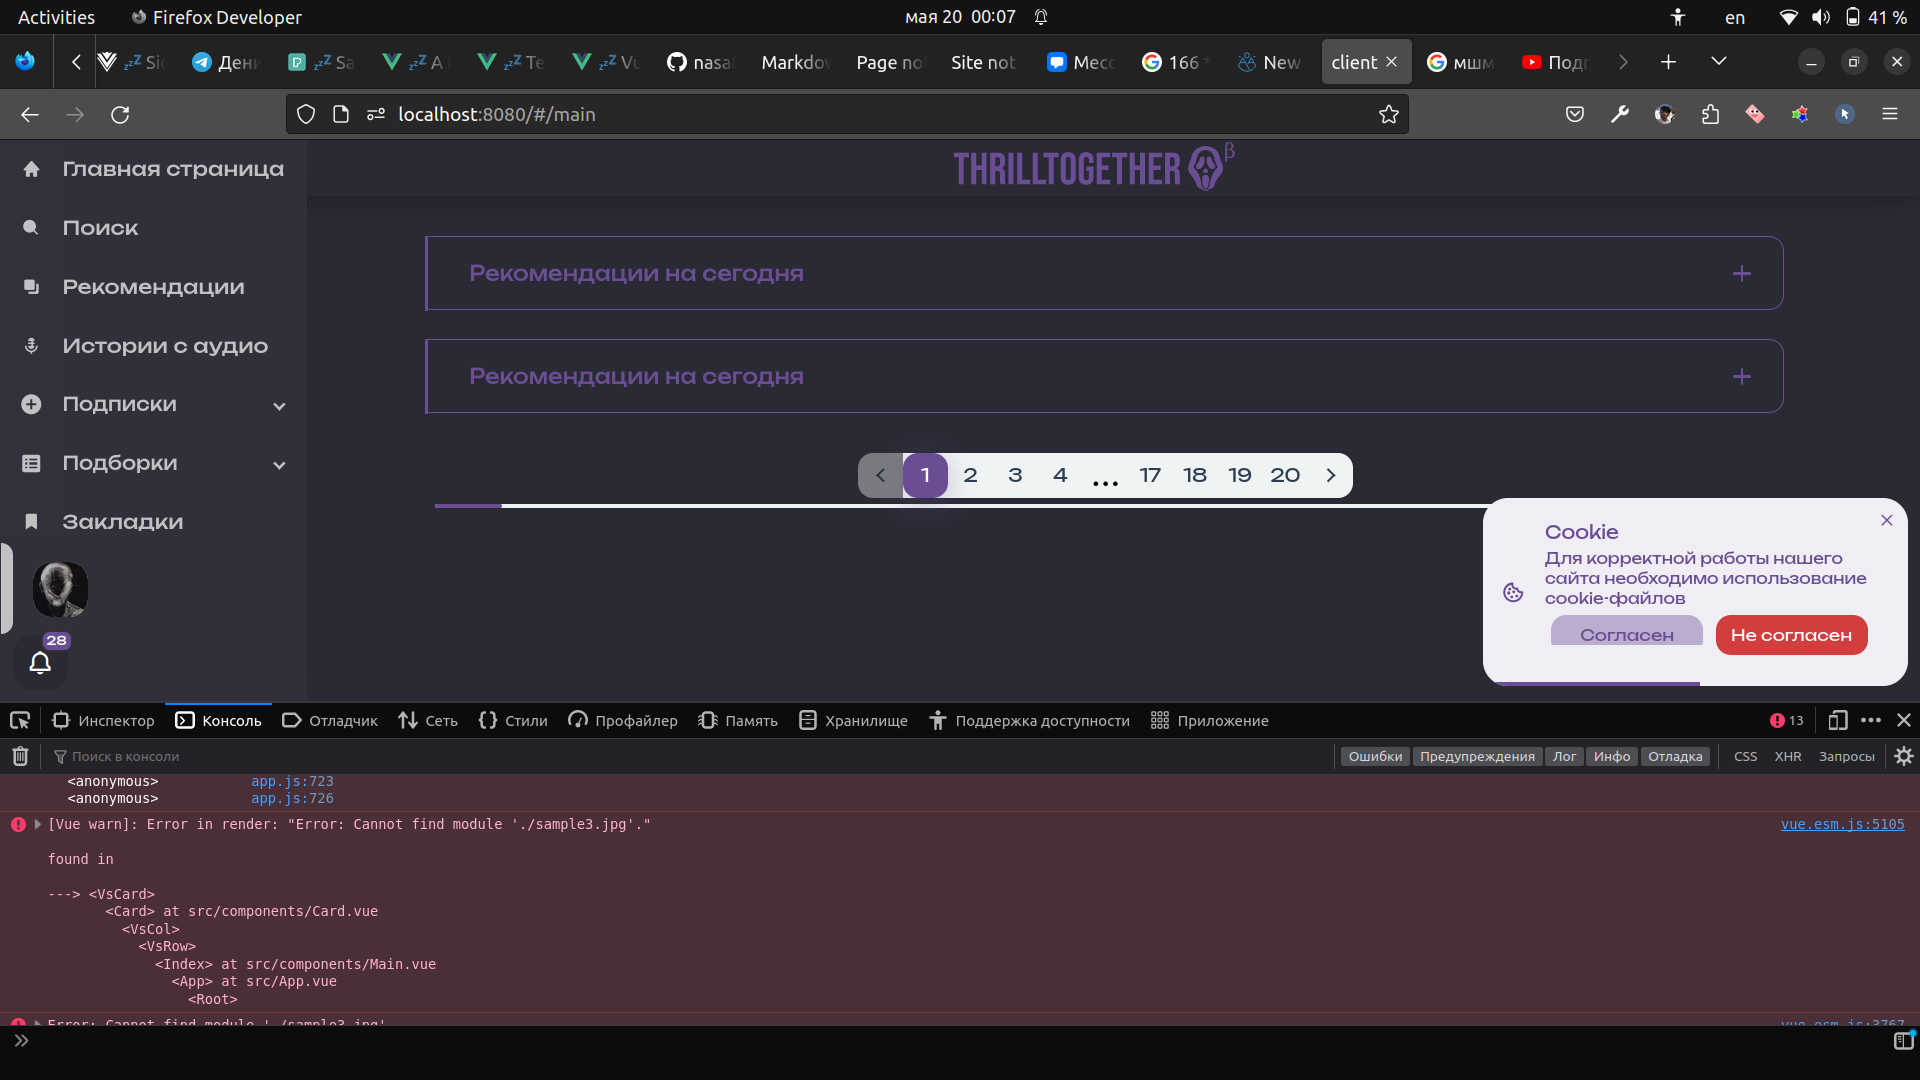 Activities
Firefox Developer
мая 20 00:07
en
41 %
Sic
Дени
Sa
A
Te
Vu
nasa
Markdo
Page no
Site not
Месс
166
New
client
мшм
Подг
localhost:8080/#/main
Главная страница
Поиск
Рекомендации
Истории с аудио
Подписки
Подборки
Закладки
28
THRILLTOGETHER β
Рекомендации на сегодня
Рекомендации на сегодня
1 2 3 4 ... 17 18 19 20
Cookie
Для корректной работы нашего
сайта необходимо использование
cookie-файлов
Согласен
Не согласен
Инспектор
Консоль
Отладчик
Сеть
Стили
Профайлер
Память
Хранилище
Поддержка доступности
Приложение
13
Поиск в консоли
Ошибки
Предупреждения
Лог
Инфо
Отладка
CSS
XHR
Запросы
<anonymous> app.js:723
<anonymous> app.js:726
[Vue warn]: Error in render: "Error: Cannot find module './sample3.jpg'." vue.esm.js:5105
found in
---> <VsCard>
<Card> at src/components/Card.vue
<VsCol>
<VsRow>
<Index> at src/components/Main.vue
<App> at src/App.vue
<Root>
Error: Cannot find module './sample3.jpg' vue.esm.js:3767